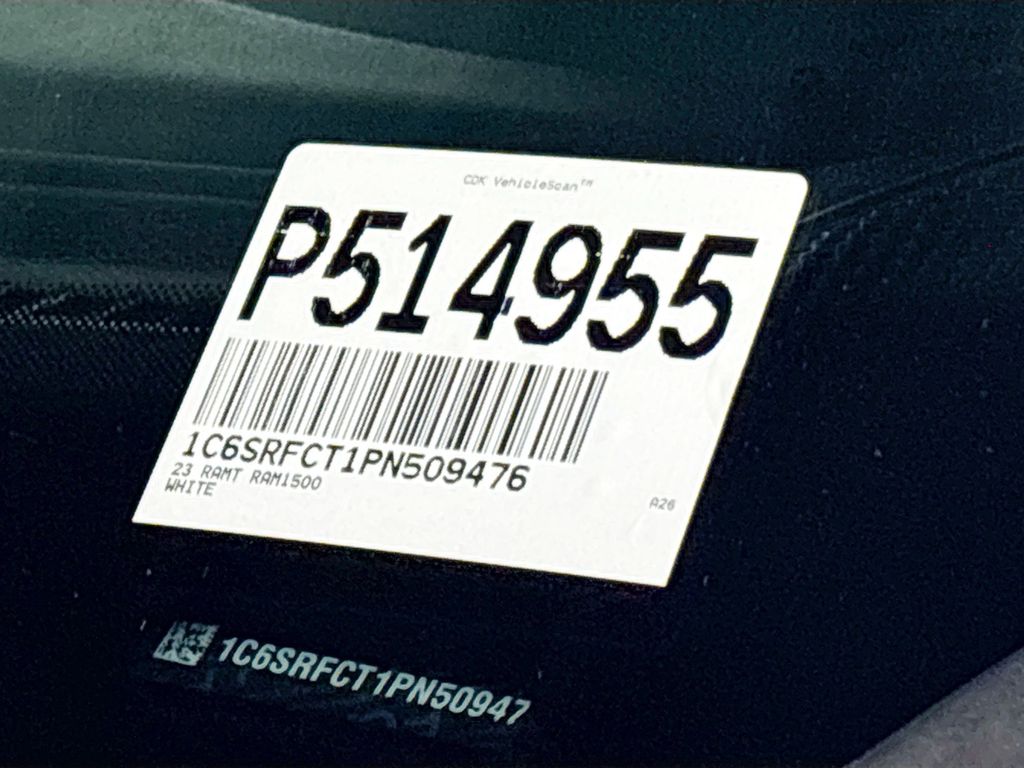 CDK VehicleScan™
P514955
1C6SRFCT1PN509476
23 RAMT RAM1500
WHITE
A26
1C6SRFCT1PN50947